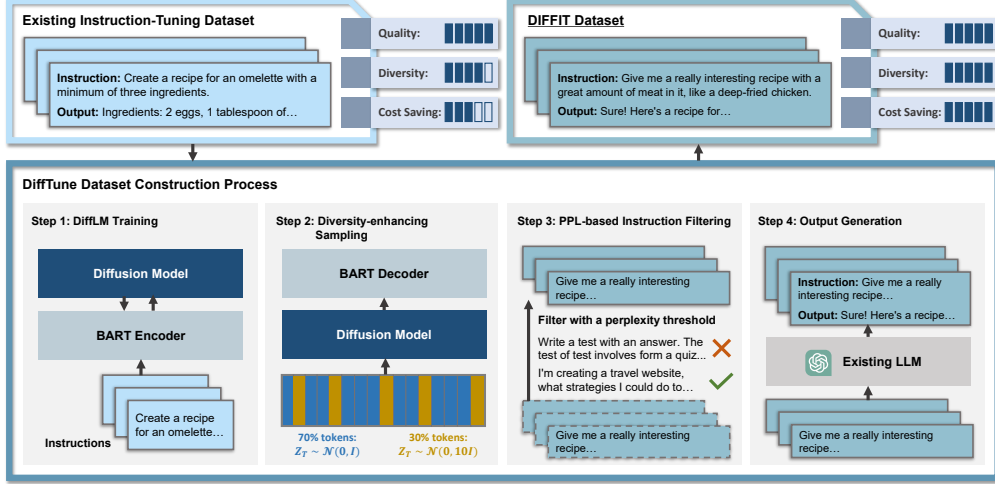 Existing Instruction-Tuning Dataset
Instruction: Create a recipe for an omelette with a
minimum of three ingredients.
Output: Ingredients: 2 eggs, 1 tablespoon of…
Quality:
Diversity:
Cost Saving:
DIFFIT Dataset
Instruction: Give me a really interesting recipe with a
great amount of meat in it, like a deep-fried chicken.
Output: Sure! Here's a recipe for…
Quality:
Diversity:
Cost Saving:
DiffTune Dataset Construction Process
Step 1: DiffLM Training
Diffusion Model
BART Encoder
Create a recipe
for an omelette…
Instructions
Step 2: Diversity-enhancing
Sampling
BART Decoder
Diffusion Model
70% tokens:
Z_T ~ 𝒩(0, I)
30% tokens:
Z_T ~ 𝒩(0, 10I)
Step 3: PPL-based Instruction Filtering
Give me a really interesting
recipe…
Filter with a perplexity threshold
Write a test with an answer. The
test of test involves form a quiz...
I'm creating a travel website,
what strategies I could do to…
Give me a really interesting
recipe…
Step 4: Output Generation
Instruction: Give me a really
interesting recipe…
Output: Sure! Here's a recipe…
Existing LLM
Give me a really interesting
recipe…